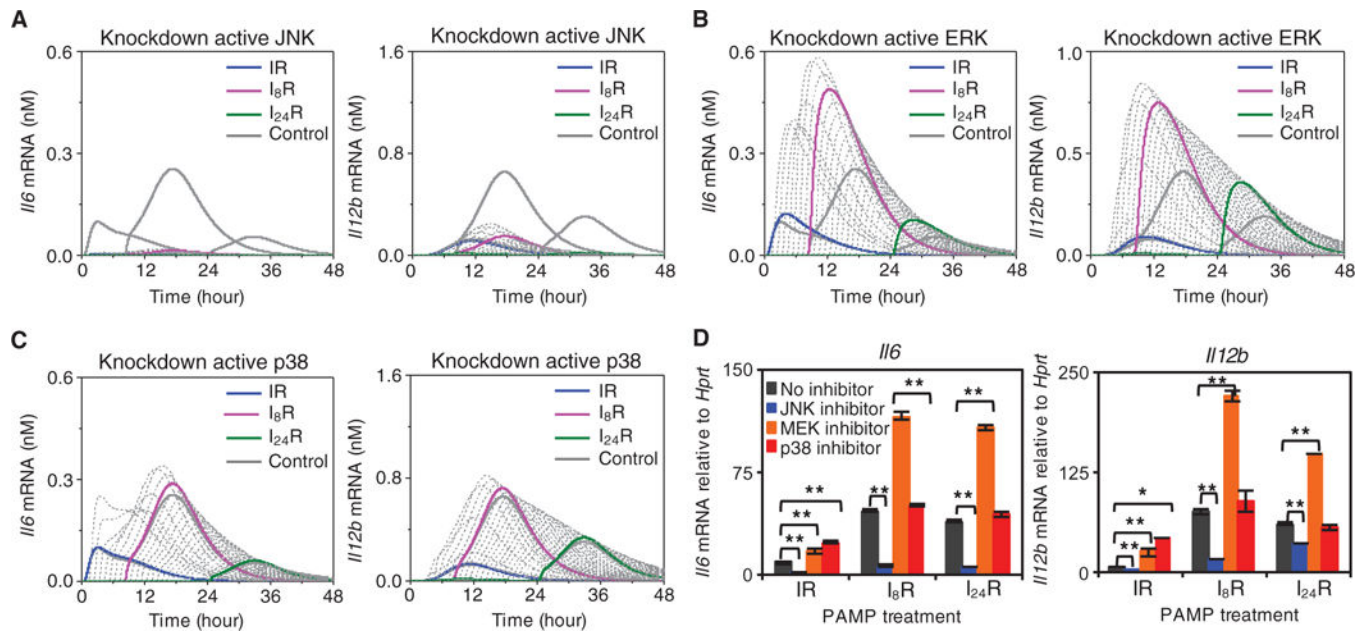 A
Knockdown active JNK
Il6 mRNA (nM)
0.6
0.3
0.0
IR
I8R
I24R
Control
0 12 24 36 48
Time (hour)
Knockdown active JNK
Il12b mRNA (nM)
1.6
0.8
0.0
IR
I8R
I24R
Control
0 12 24 36 48
Time (hour)
B
Knockdown active ERK
Il6 mRNA (nM)
0.6
0.3
0.0
IR
I8R
I24R
Control
0 12 24 36 48
Time (hour)
Knockdown active ERK
Il12b mRNA (nM)
1.0
0.5
0.0
IR
I8R
I24R
Control
0 12 24 36 48
Time (hour)
C
Knockdown active p38
Il6 mRNA (nM)
0.6
0.3
0.0
IR
I8R
I24R
Control
0 12 24 36 48
Time (hour)
Knockdown active p38
Il12b mRNA (nM)
1.2
0.6
0.0
IR
I8R
I24R
Control
0 12 24 36 48
Time (hour)
D
Il6
Il6 mRNA relative to Hprt
150
75
0
No inhibitor
JNK inhibitor
MEK inhibitor
p38 inhibitor
**
**
**
**
**
**
**
IR I8R I24R
Il12b
Il12b mRNA relative to Hprt
250
125
0
*
**
**
**
**
**
**
IR I8R I24R
PAMP treatment
PAMP treatment